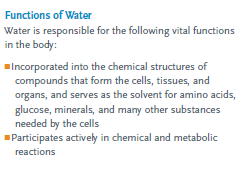 Functions of Water
Water is responsible for the following vital functions
in the body:
■Incorporated into the chemical structures of
compounds that form the cells, tissues, and
organs, and serves as the solvent for amino acids,
glucose, minerals, and many other substances
needed by the cells
■Participates actively in chemical and metabolic
reactions